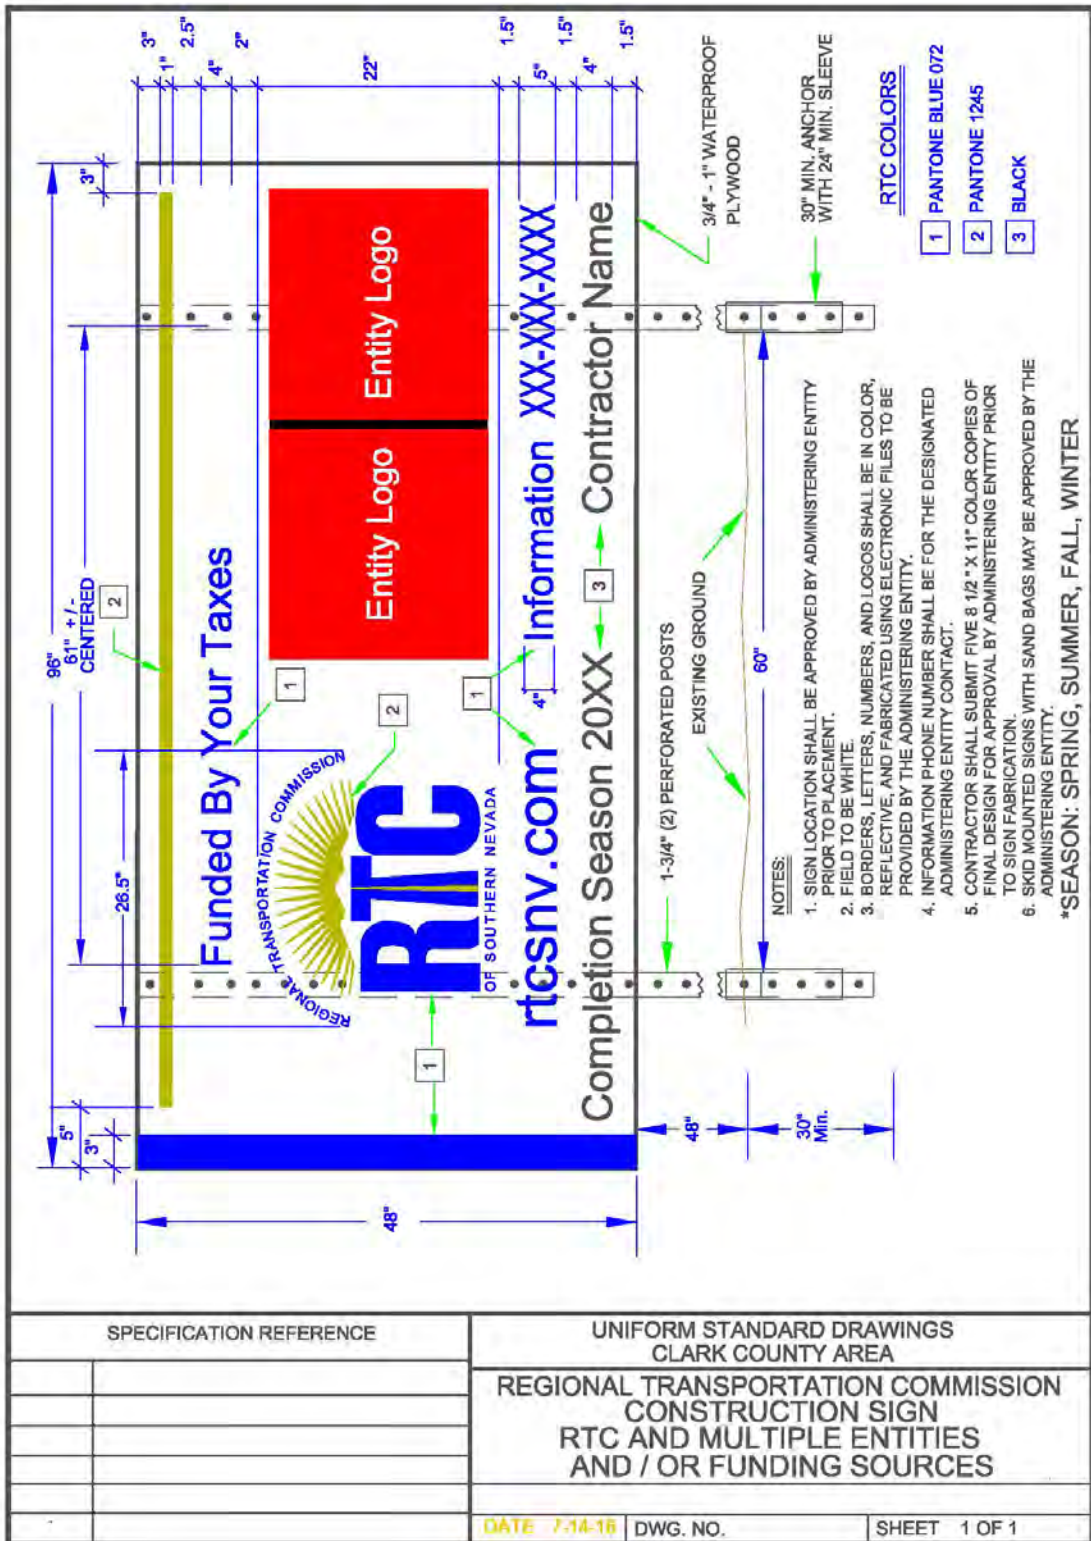 96"
61" +/-
CENTERED
3"
26.5"
5"
3"
2
3"
1"
2.5"
4"
2"
22"
1.5"
5"
1.5"
4"
1.5"
48"
Funded By Your Taxes
1
REGIONAL TRANSPORTATION COMMISSION
RTC
OF SOUTHERN NEVADA
2
Entity Logo
Entity Logo
1
1
rtcsnv.com
4"
Information XXX-XXX-XXXX
Completion Season 20XX
3
Contractor Name
3/4" - 1" WATERPROOF
PLYWOOD
1-3/4" (2) PERFORATED POSTS
EXISTING GROUND
30" MIN. ANCHOR
WITH 24" MIN. SLEEVE
48"
30"
Min.
60"
RTC COLORS
1 PANTONE BLUE 072
2 PANTONE 1245
3 BLACK
NOTES:
1. SIGN LOCATION SHALL BE APPROVED BY ADMINISTERING ENTITY
PRIOR TO PLACEMENT.
2. FIELD TO BE WHITE.
3. BORDERS, LETTERS, NUMBERS, AND LOGOS SHALL BE IN COLOR,
REFLECTIVE, AND FABRICATED USING ELECTRONIC FILES TO BE
PROVIDED BY THE ADMINISTERING ENTITY.
4. INFORMATION PHONE NUMBER SHALL BE FOR THE DESIGNATED
ADMINISTERING ENTITY CONTACT.
5. CONTRACTOR SHALL SUBMIT FIVE 8 1/2" X 11" COLOR COPIES OF
FINAL DESIGN FOR APPROVAL BY ADMINISTERING ENTITY PRIOR
TO SIGN FABRICATION.
6. SKID MOUNTED SIGNS WITH SAND BAGS MAY BE APPROVED BY THE
ADMINISTERING ENTITY.
*SEASON: SPRING, SUMMER, FALL, WINTER
SPECIFICATION REFERENCE
UNIFORM STANDARD DRAWINGS
CLARK COUNTY AREA
REGIONAL TRANSPORTATION COMMISSION
CONSTRUCTION SIGN
RTC AND MULTIPLE ENTITIES
AND / OR FUNDING SOURCES
DATE 7-14-16
DWG. NO.
SHEET 1 OF 1